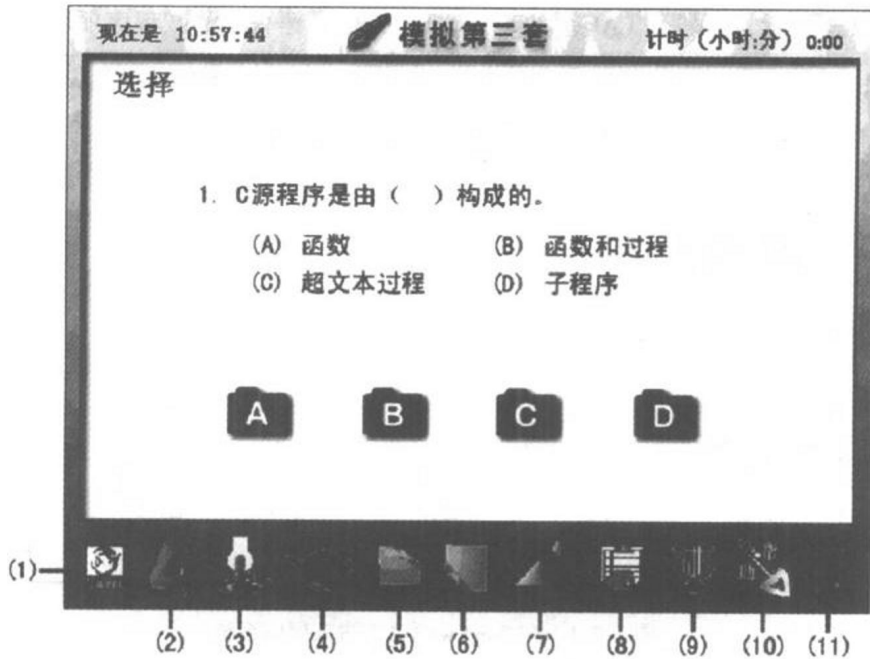 现在是 10:57:44 模拟第三套 计时（小时:分） 0:00
选择
1. C源程序是由（ ）构成的。
(A) 函数 (B) 函数和过程
(C) 超文本过程 (D) 子程序
A B C D
(1)
(2) (3) (4) (5) (6) (7) (8) (9) (10) (11)